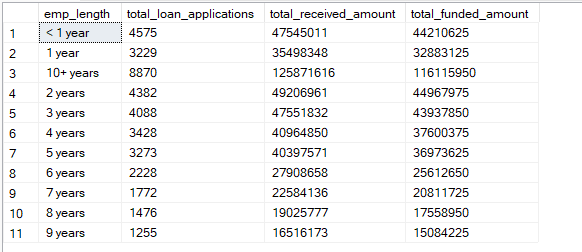 emp_length total_loan_applications total_received_amount total_funded_amount
1 < 1 year 4575 47545011 44210625
2 1 year 3229 35498348 32883125
3 10+ years 8870 125871616 116115950
4 2 years 4382 49206961 44967975
5 3 years 4088 47551832 43937850
6 4 years 3428 40964850 37600375
7 5 years 3273 40397571 36973625
8 6 years 2228 27908658 25612650
9 7 years 1772 22584136 20811725
10 8 years 1476 19025777 17558950
11 9 years 1255 16516173 15084225